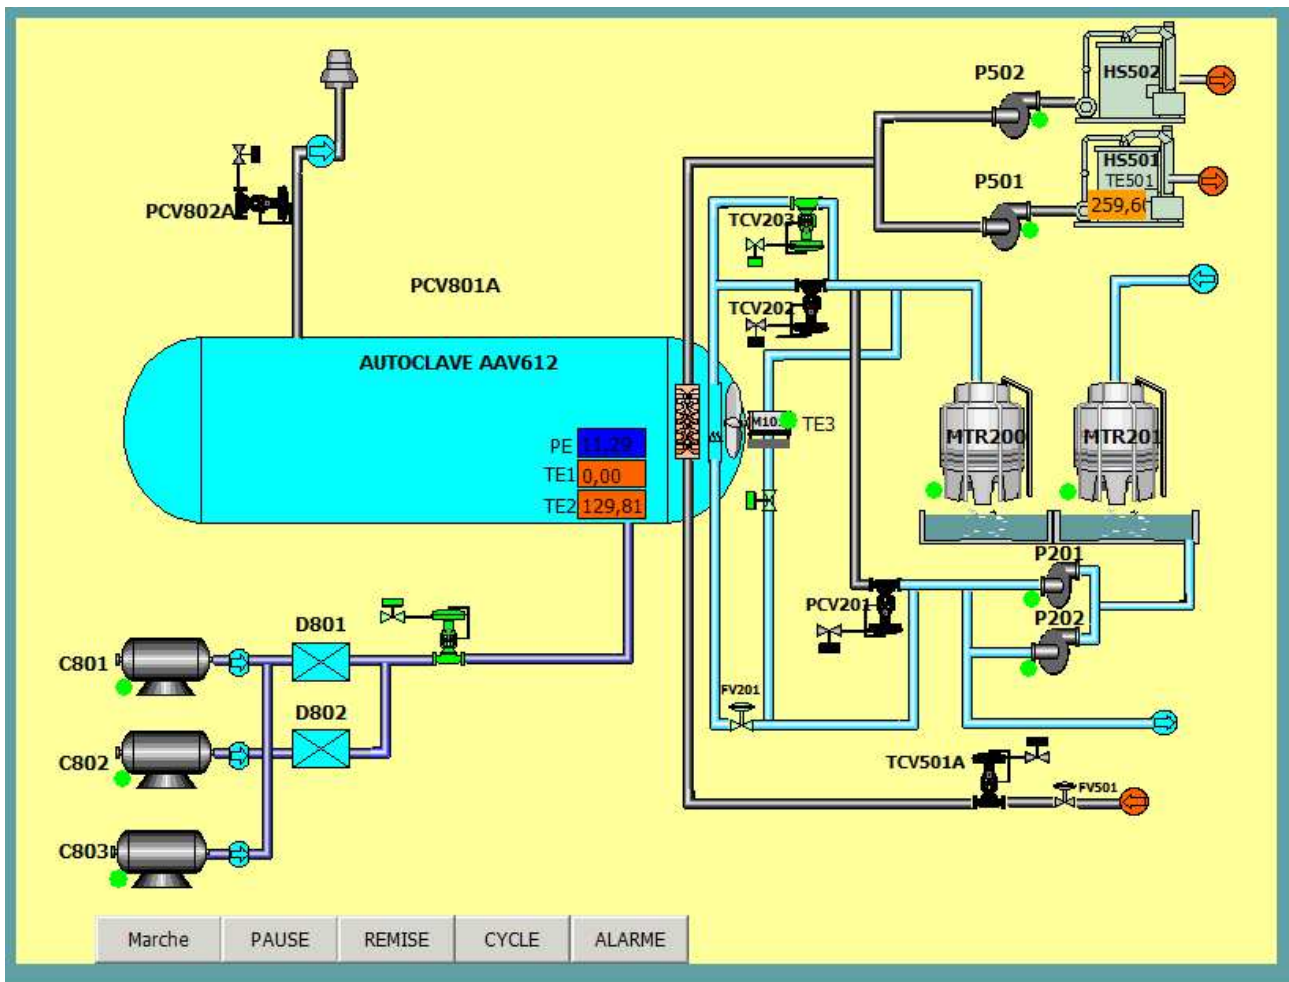 P502
HS502
HS501
P501
TE501
259,6
PCV802A
TCV203
PCV801A
TCV202
AUTOCLAVE AAV612
PE 11,29
TE1 0,00
TE2 129,81
M10
TE3
MTR200
MTR201
P201
PCV201
P202
D801
C801
FV201
D802
C802
TCV501A
FV501
C803
Marche
PAUSE
REMISE
CYCLE
ALARME